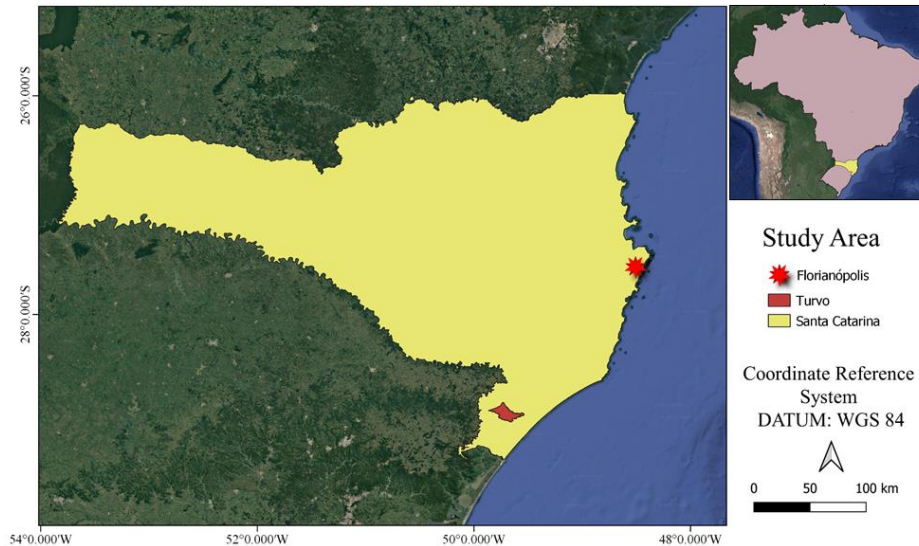 26°0.000'S
28°0.000'S
54°0.000'W
52°0.000'W
50°0.000'W
48°0.000'W
Study Area
Florianópolis
Turvo
Santa Catarina
Coordinate Reference
System
DATUM: WGS 84
0 50 100 km